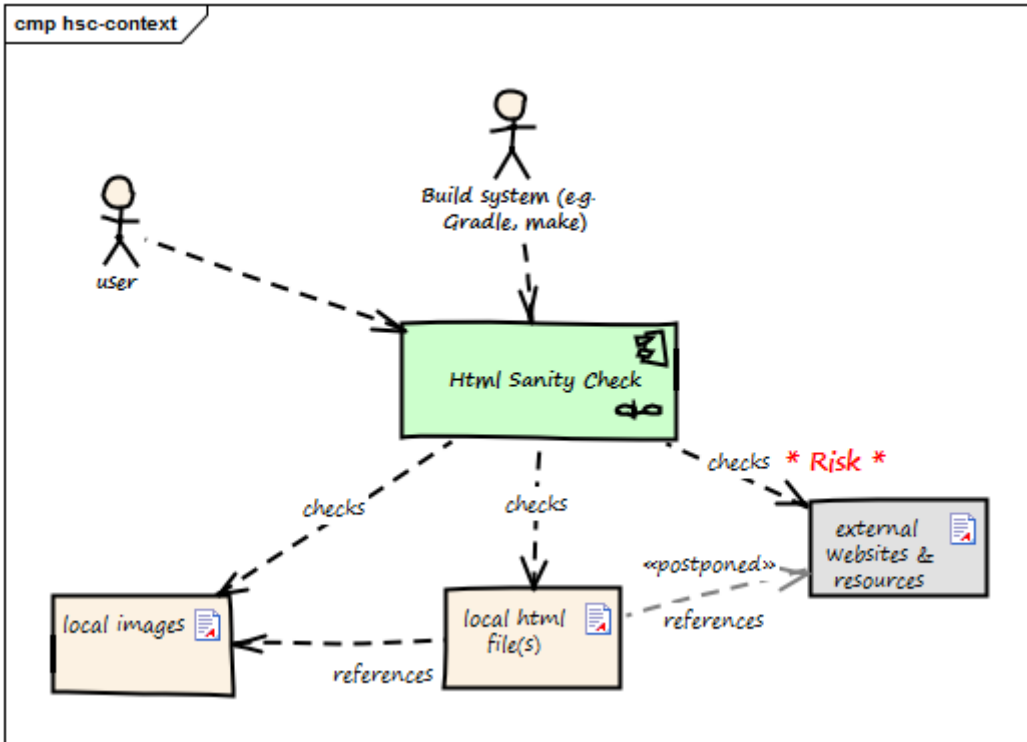 cmp hsc-context
Build system (e.g.
Gradle, make)
user
Html Sanity Check
checks * Risk *
checks
checks
external
Websites &
resources
«postponed»
references
local images
local html
file(s)
references